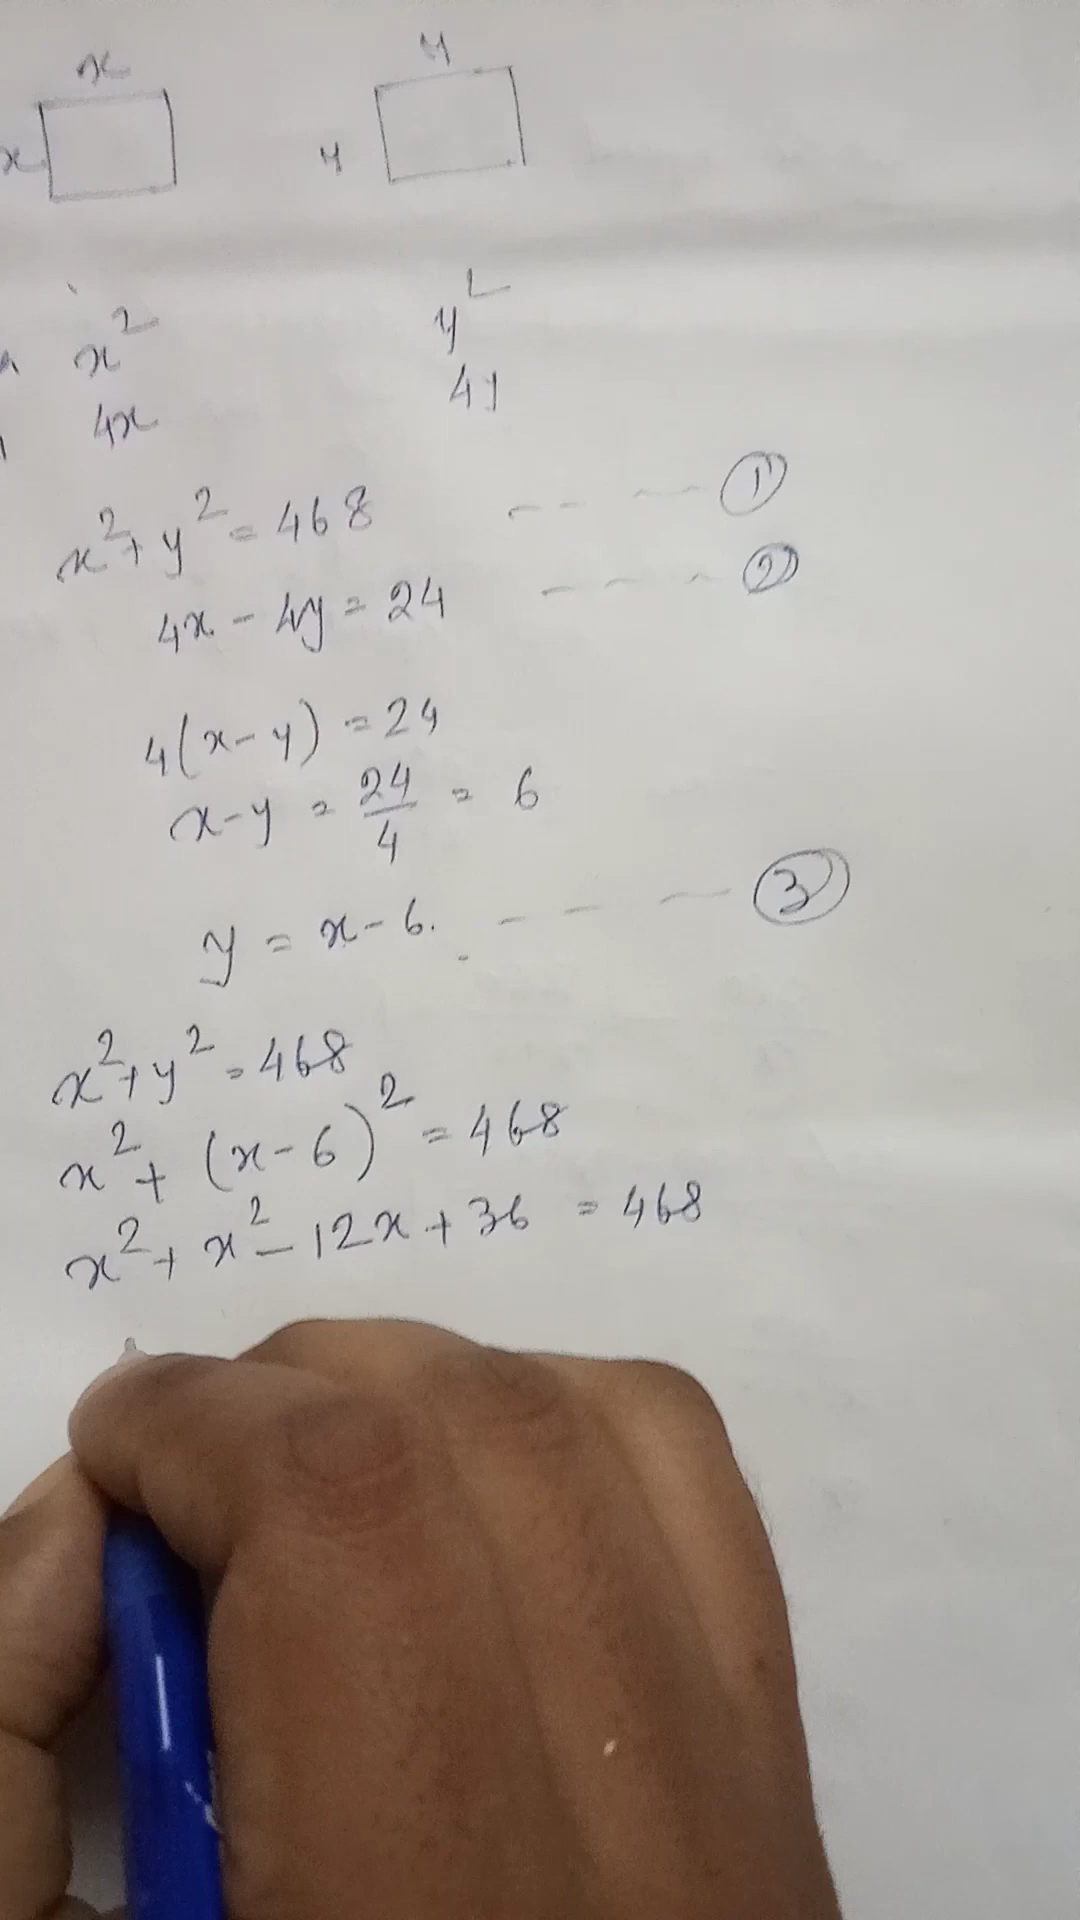 x y
x y
x² y²
4x 4y
x² + y² = 468 ---- ①
4x - 4y = 24 ---- ②
4(x-y) = 24
x-y = 24/4 = 6
y = x-6. ---- ③
x² + y² = 468
x² + (x-6)² = 468
x² + x² - 12x + 36 = 468